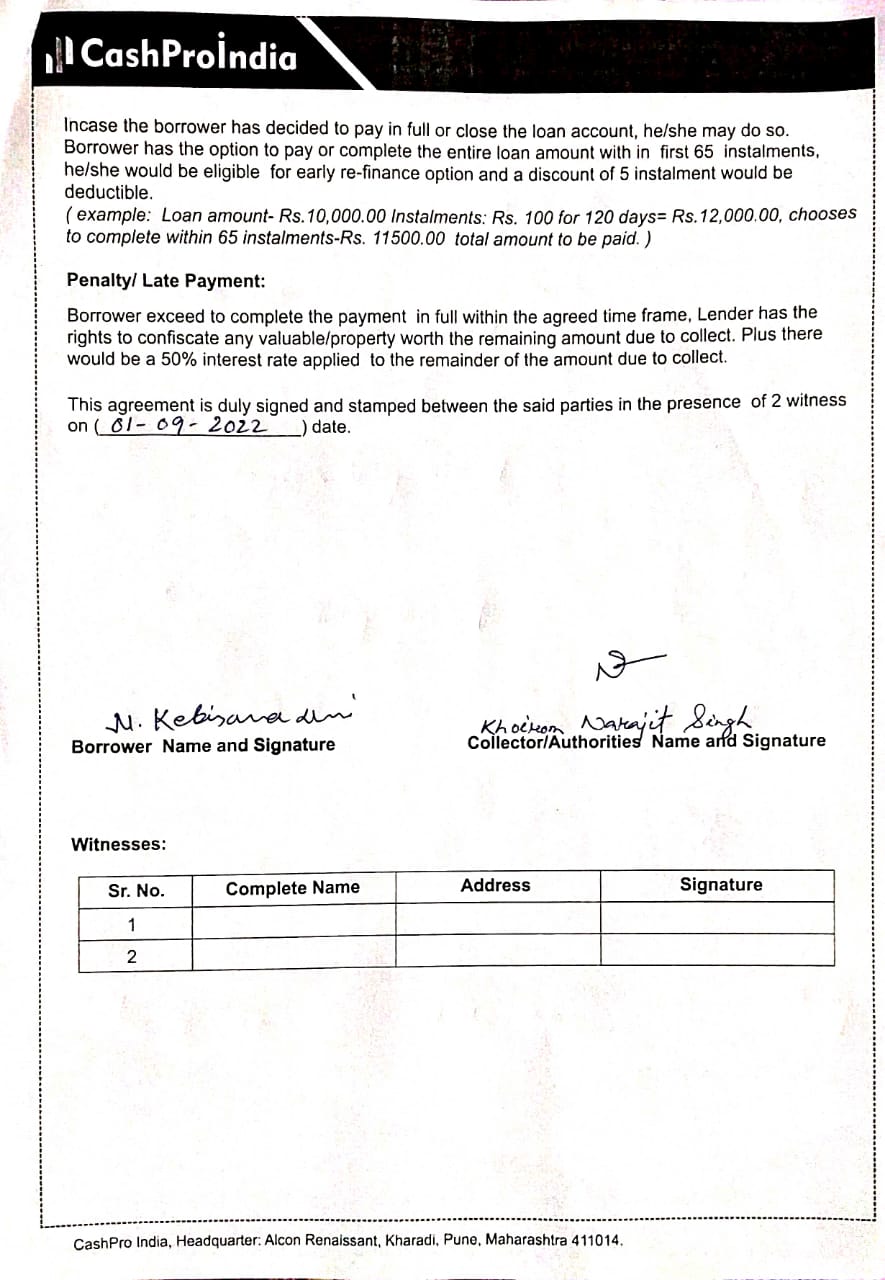 CashProIndia
Incase the borrower has decided to pay in full or close the loan account, he/she may do so.
Borrower has the option to pay or complete the entire loan amount with in first 65 instalments,
he/she would be eligible for early re-finance option and a discount of 5 instalment would be
deductible.
( example: Loan amount- Rs.10,000.00 Instalments: Rs. 100 for 120 days= Rs.12,000.00, chooses
to complete within 65 instalments-Rs. 11500.00 total amount to be paid. )
Penalty/ Late Payment:
Borrower exceed to complete the payment in full within the agreed time frame, Lender has the
rights to confiscate any valuable/property worth the remaining amount due to collect. Plus there
would be a 50% interest rate applied to the remainder of the amount due to collect.
This agreement is duly signed and stamped between the said parties in the presence of 2 witness
on ( 01-09-2022 ) date.
N. Kebisana devi
Borrower Name and Signature
Khoirom Narajit Singh
Collector/Authorities Name and Signature
Witnesses:
Sr. No. Complete Name Address Signature
1
2
CashPro India, Headquarter: Alcon Renaissant, Kharadi, Pune, Maharashtra 411014.